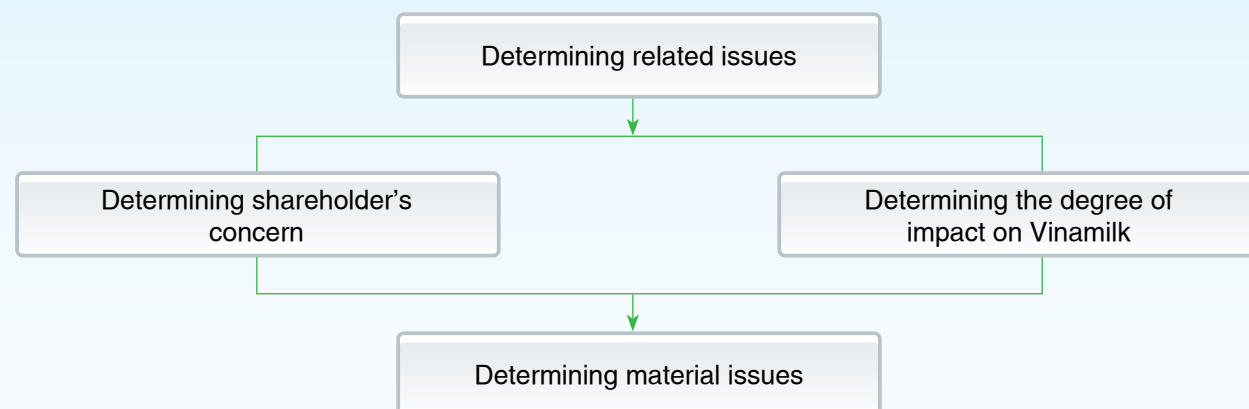 Determining related issues
Determining shareholder’s
concern
Determining the degree of
impact on Vinamilk
Determining material issues